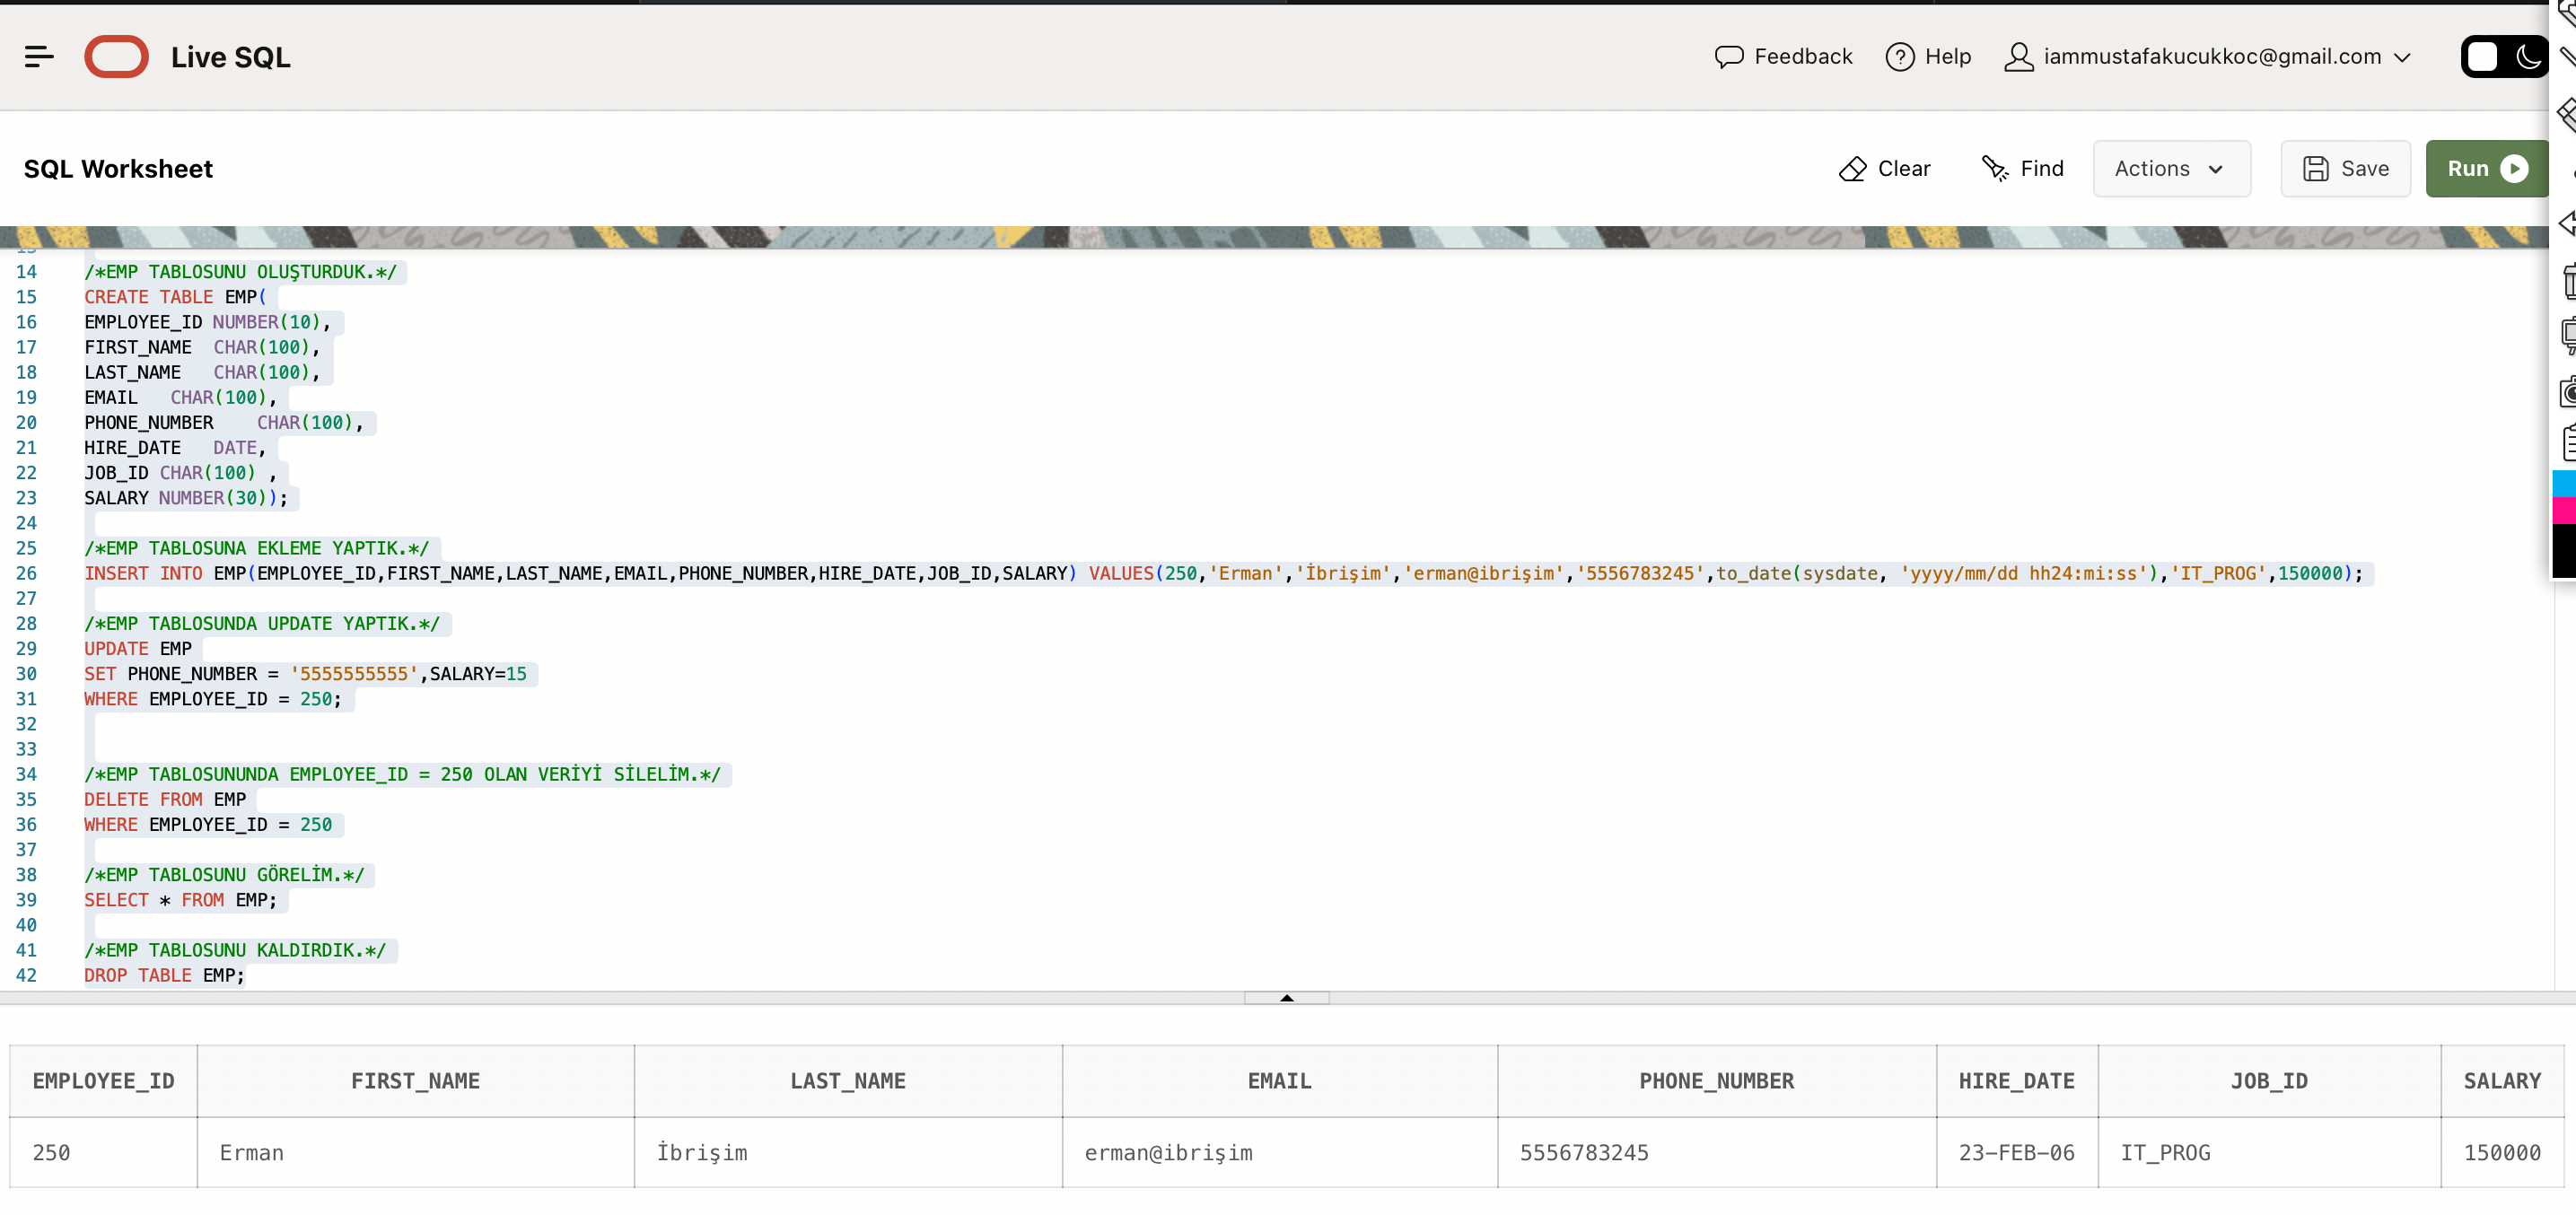 Live SQL
Feedback
Help
iammustafakucukkoc@gmail.com
SQL Worksheet
Clear
Find
Actions
Save
Run
14 /*EMP TABLOSUNU OLUŞTURDUK.*/
15 CREATE TABLE EMP(
16 EMPLOYEE_ID NUMBER(10),
17 FIRST_NAME CHAR(100),
18 LAST_NAME CHAR(100),
19 EMAIL CHAR(100),
20 PHONE_NUMBER CHAR(100),
21 HIRE_DATE DATE,
22 JOB_ID CHAR(100) ,
23 SALARY NUMBER(30));
24
25 /*EMP TABLOSUNA EKLEME YAPTIK.*/
26 INSERT INTO EMP(EMPLOYEE_ID,FIRST_NAME,LAST_NAME,EMAIL,PHONE_NUMBER,HIRE_DATE,JOB_ID,SALARY) VALUES(250,'Erman','İbrişim','erman@ibrişim','5556783245',to_date(sysdate, 'yyyy/mm/dd hh24:mi:ss'),'IT_PROG',150000);
27
28 /*EMP TABLOSUNDA UPDATE YAPTIK.*/
29 UPDATE EMP
30 SET PHONE_NUMBER = '5555555555',SALARY=15
31 WHERE EMPLOYEE_ID = 250;
32
33
34 /*EMP TABLOSUNUNDA EMPLOYEE_ID = 250 OLAN VERİYİ SİLELİM.*/
35 DELETE FROM EMP
36 WHERE EMPLOYEE_ID = 250
37
38 /*EMP TABLOSUNU GÖRELİM.*/
39 SELECT * FROM EMP;
40
41 /*EMP TABLOSUNU KALDIRDIK.*/
42 DROP TABLE EMP;
EMPLOYEE_ID FIRST_NAME LAST_NAME EMAIL PHONE_NUMBER HIRE_DATE JOB_ID SALARY
250 Erman İbrişim erman@ibrişim 5556783245 23-FEB-06 IT_PROG 150000